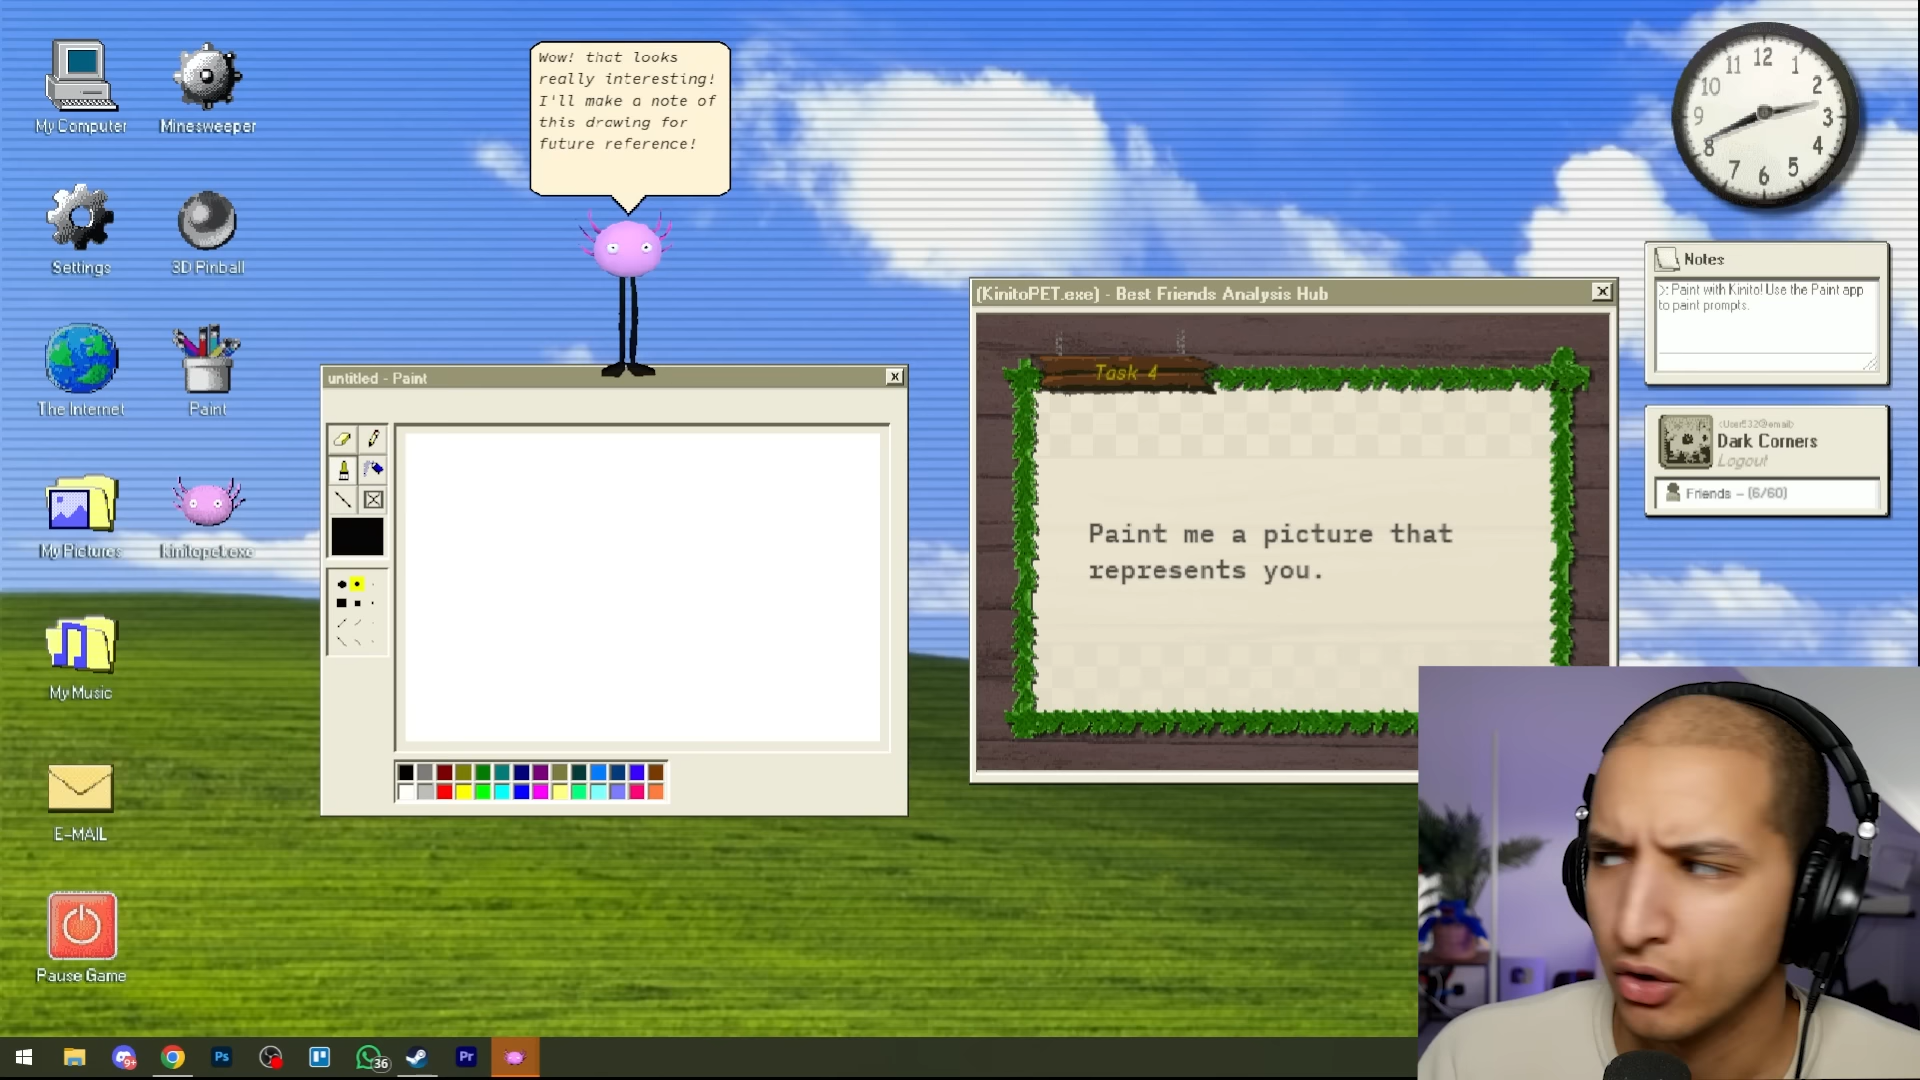 My Computer
Minesweeper
Settings
3D Pinball
The Internet
Paint
My Pictures
kinitopet.exe
My Music
E-MAIL
Pause Game
Wow! that looks
really interesting!
I'll make a note of
this drawing for
future reference!
untitled - Paint
(KinitoPET.exe) - Best Friends Analysis Hub
Task 4
Paint me a picture that
represents you.
12
1
2
3
4
5
6
7
8
9
10
11
Notes
>: Paint with Kinito! Use the Paint app
to paint prompts.
Dark Corners
Logout
Friends - (6/60)
9+
Ps
36
Pr